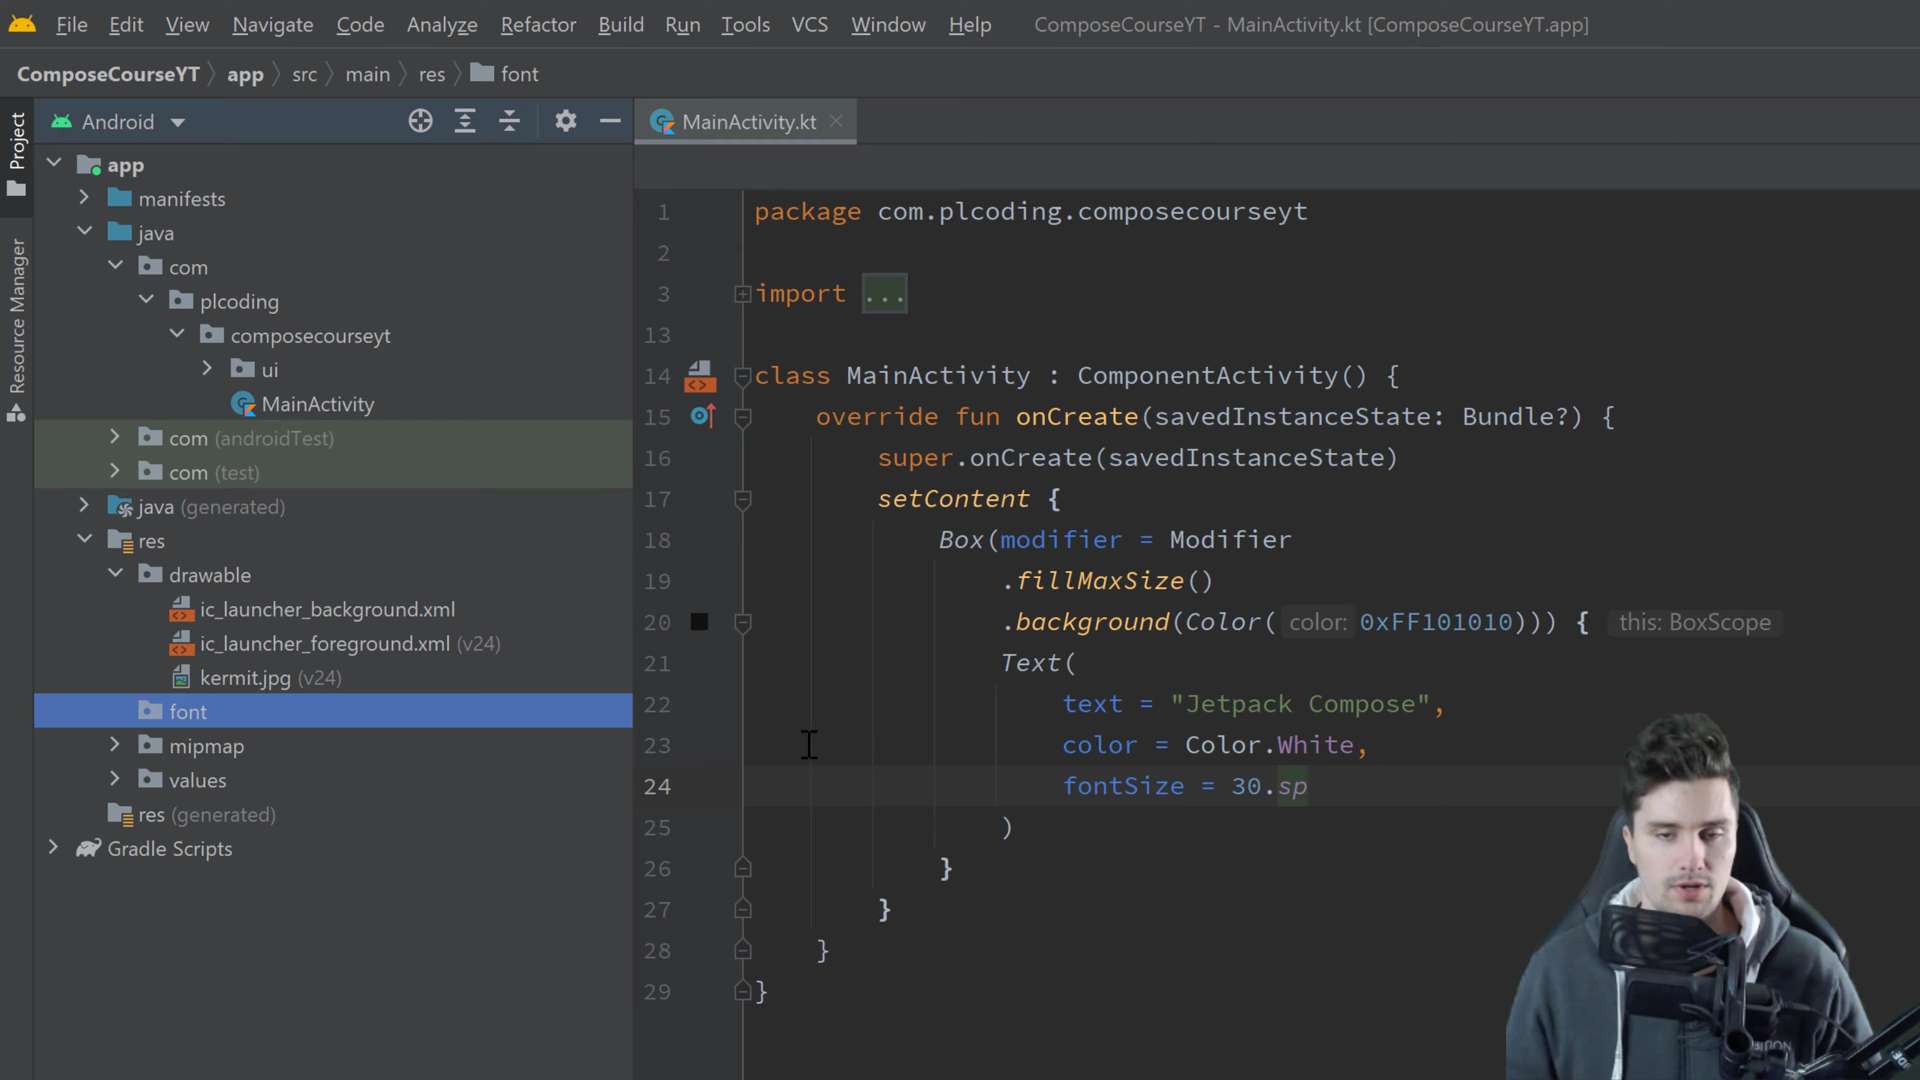 File Edit View Navigate Code Analyze Refactor Build Run Tools VCS Window Help ComposeCourseYT - MainActivity.kt [ComposeCourseYT.app]
ComposeCourseYT app src main res font
Project
Resource Manager
Android
app
manifests
java
com
plcoding
composecourseyt
ui
MainActivity
com (androidTest)
com (test)
java (generated)
res
drawable
ic_launcher_background.xml
ic_launcher_foreground.xml (v24)
kermit.jpg (v24)
font
mipmap
values
res (generated)
Gradle Scripts
MainActivity.kt
1 package com.plcoding.composecourseyt
2
3 import ...
13
14 class MainActivity : ComponentActivity() {
15 override fun onCreate(savedInstanceState: Bundle?) {
16 super.onCreate(savedInstanceState)
17 setContent {
18 Box(modifier = Modifier
19 .fillMaxSize()
20 .background(Color( color: 0xFF101010))) { this: BoxScope
21 Text(
22 text = "Jetpack Compose",
23 color = Color.White,
24 fontSize = 30.sp
25 )
26 }
27 }
28 }
29 }